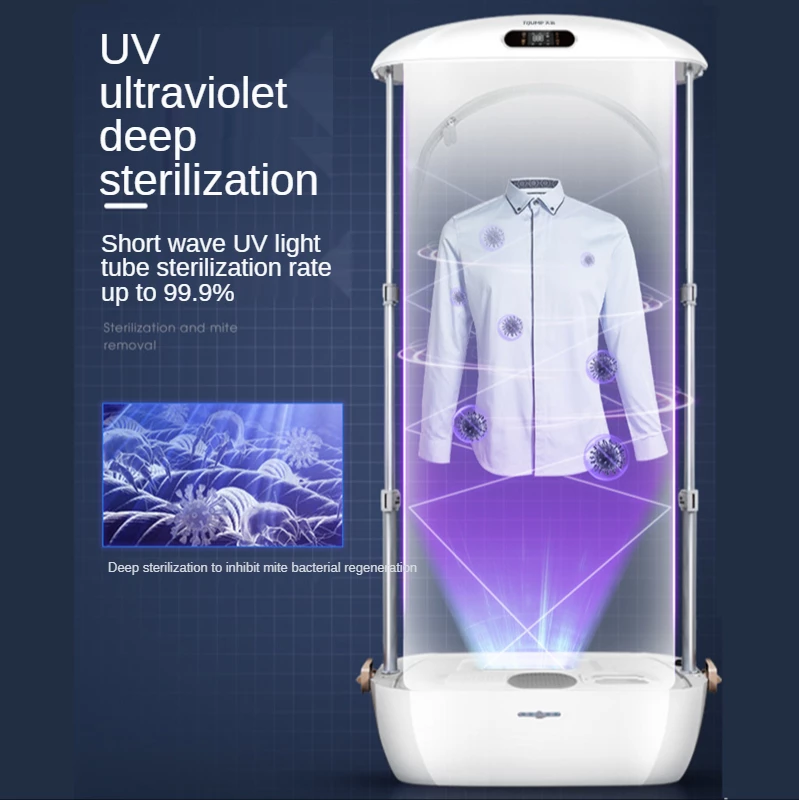 UV
ultraviolet
deep
sterilization
Short wave UV light
tube sterilization rate
up to 99.9%
Sterilization and mite
removal
Deep sterilization to inhibit mite bacterial regeneration